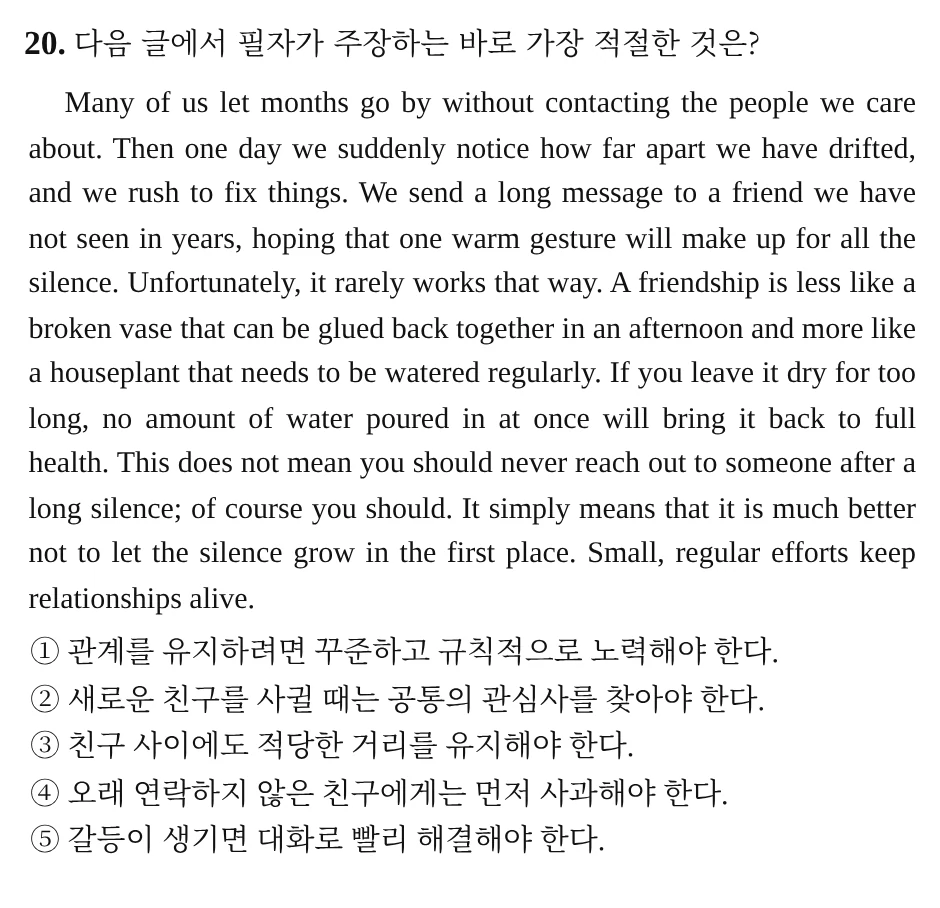 20. 다음 글에서 필자가 주장하는 바로 가장 적절한 것은?
Many of us let months go by without contacting the people we care
about. Then one day we suddenly notice how far apart we have drifted,
and we rush to fix things. We send a long message to a friend we have
not seen in years, hoping that one warm gesture will make up for all the
silence. Unfortunately, it rarely works that way. A friendship is less like a
broken vase that can be glued back together in an afternoon and more like
a houseplant that needs to be watered regularly. If you leave it dry for too
long, no amount of water poured in at once will bring it back to full
health. This does not mean you should never reach out to someone after a
long silence; of course you should. It simply means that it is much better
not to let the silence grow in the first place. Small, regular efforts keep
relationships alive.
① 관계를 유지하려면 꾸준하고 규칙적으로 노력해야 한다.
② 새로운 친구를 사귈 때는 공통의 관심사를 찾아야 한다.
③ 친구 사이에도 적당한 거리를 유지해야 한다.
④ 오래 연락하지 않은 친구에게는 먼저 사과해야 한다.
⑤ 갈등이 생기면 대화로 빨리 해결해야 한다.